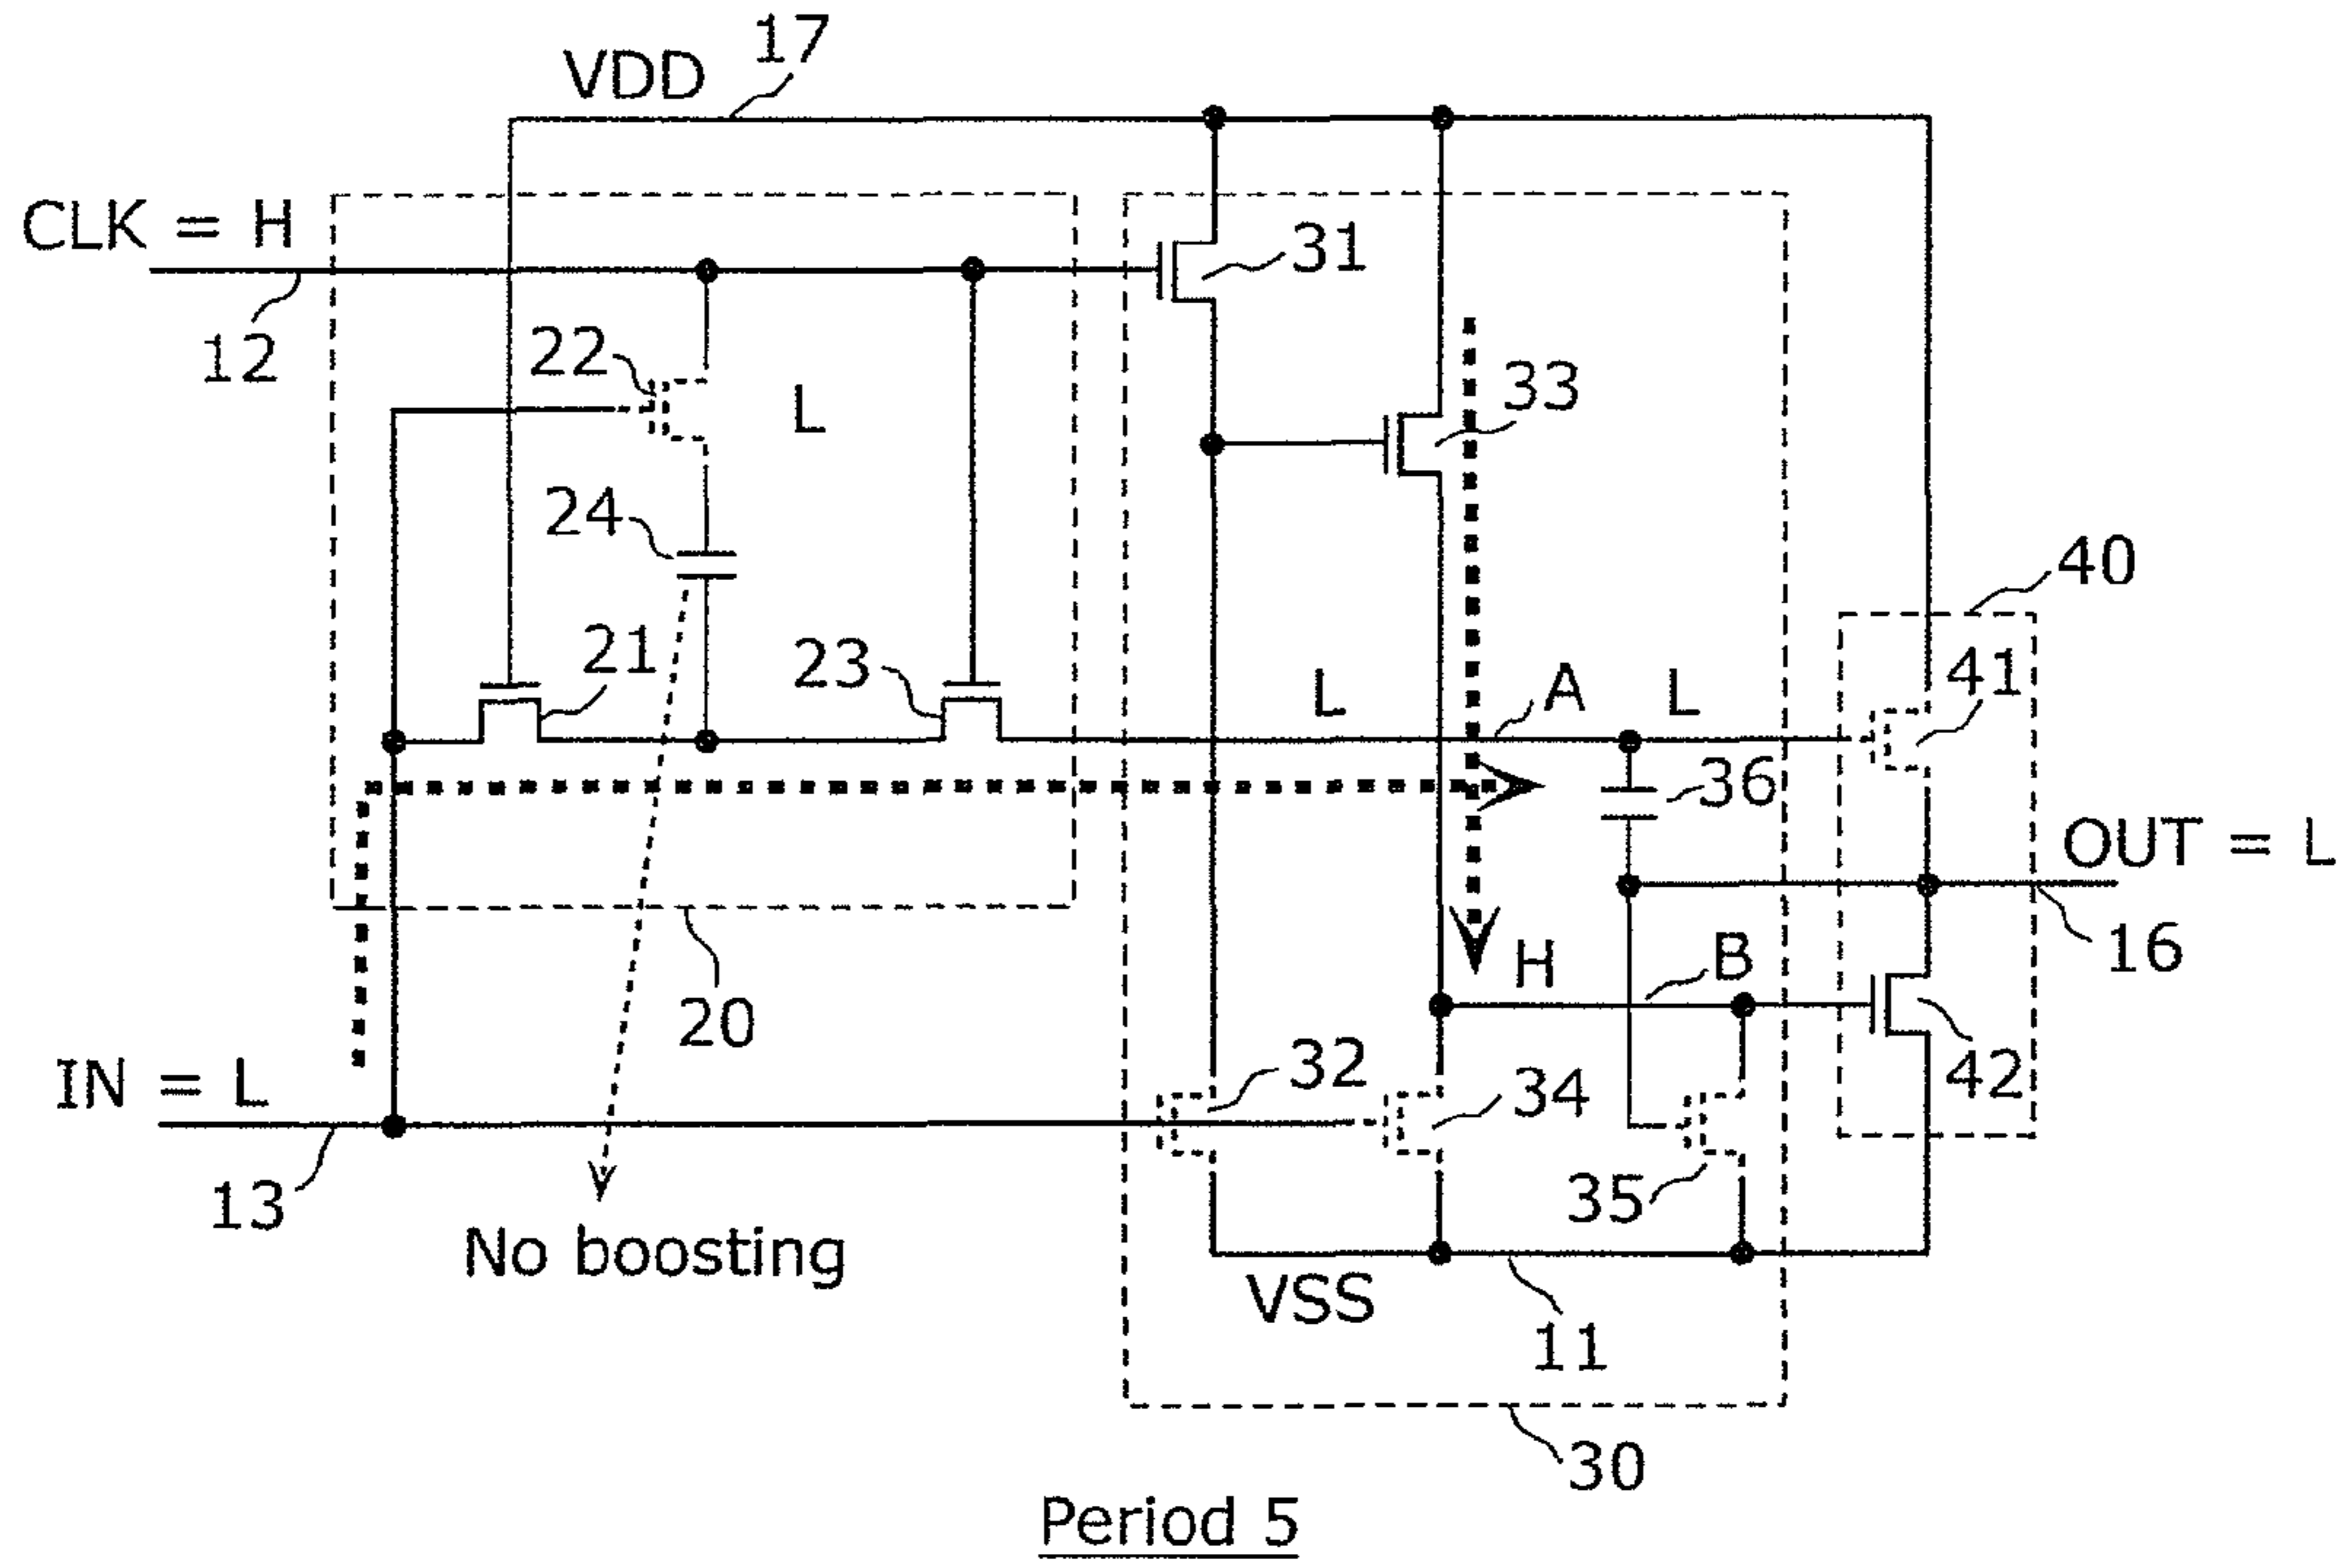 17
VDD
CLK = H
12
22
L
31
33
24
40
21
23
L
A
L
41
36
OUT = L
16
H
B
20
IN = L
32
34
42
13
35
No boosting
VSS
11
30
Period 5